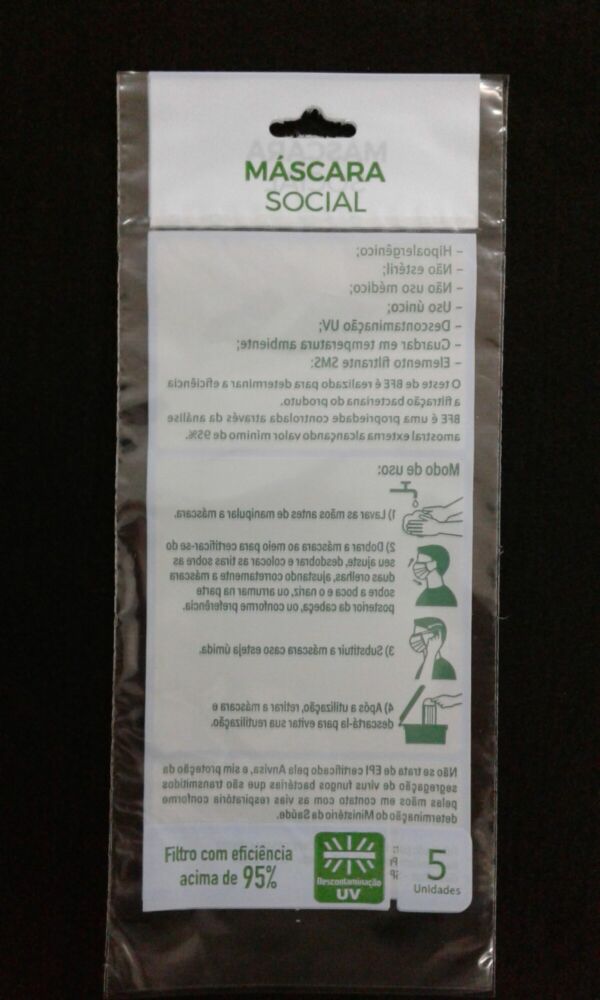 MÁSCARA
SOCIAL
– Hipoalergênico;
– Não estéril;
– Não uso médico;
– Uso único;
– Descontaminação UV;
– Guardar em temperatura ambiente;
– Elemento filtrante SMS:
O teste de BFE é realizado para determinar a eficiência
a filtração bacteriana do produto.
BFE é uma propriedade controlada através da análise
amostral externa alcançando valor mínimo de 95%.
Modo de uso:
1) Lavar as mãos antes de manipular a máscara.
2) Dobrar a máscara ao meio para certificar-se do
seu ajuste, desdobrar e colocar as tiras sobre as
duas orelhas, ajustando corretamente a máscara
sobre a boca e o nariz, ou arrumar na parte
posterior da cabeça, ou conforme preferência
3) Substituir a máscara caso esteja úmida.
4) Após a utilização, retirar a máscara e
descartá-la para evitar sua reutilização.
Não se trata de EPI certificado pela Anvisa, e sim proteção da
segregação de vírus fungos bactérias que são transmitidos
pelas mãos em contato com as vias respiratória conforme
determinação do Ministério da Saúde.
Filtro com eficiência
acima de 95%
Descontaminação
UV
5
Unidades